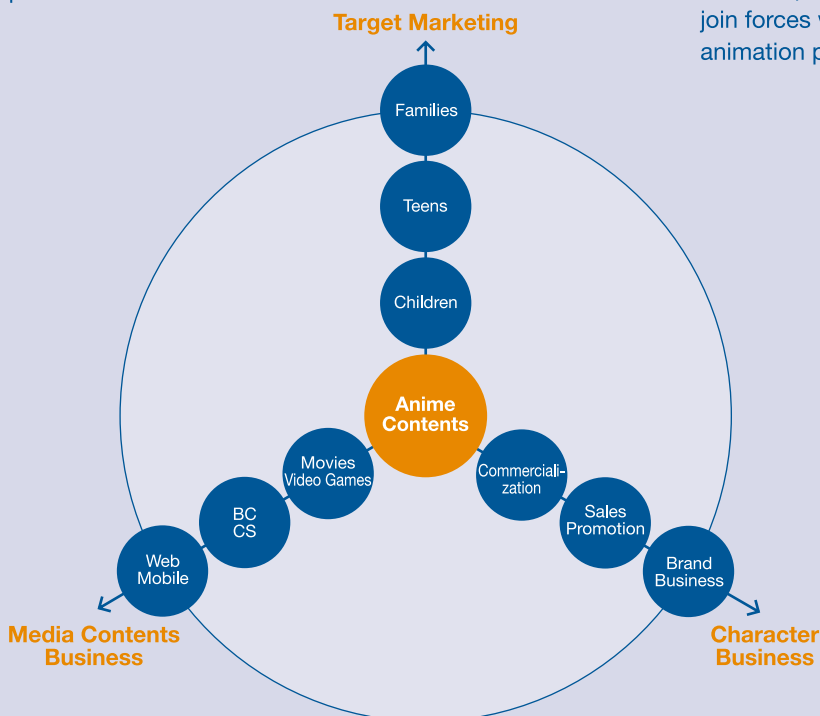 join forces
animation
Target Marketing
Families
Teens
Children
Anime
Contents
Movies
Video Games
BC
CS
Web
Mobile
Media Contents
Business
Commerciali-
zation
Sales
Promotion
Brand
Business
Character
Business